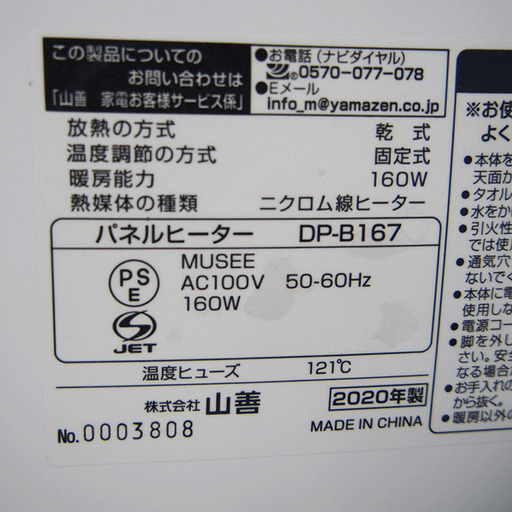 この製品についての
お問い合わせは
「山善 家電お客様サービス係」
●お電話(ナビダイヤル)
0570-077-078
●Eメール
info_m@yamazen.co.jp
放熱の方式 乾式
温度調節の方式 固定式
暖房能力 160W
熱媒体の種類 ニクロム線ヒーター
パネルヒーター DP-B167
PS
E
MUSEE
AC100V 50-60Hz
160W
JET
温度ヒューズ 121℃
株式会社 山善 2020年製
No.0003808 MADE IN CHINA
※お使
よく
●本体を
天面が
●タオル
●水をか
●引火性
では使
●通気穴
ないでく
●本体に電
使用しな
●電源コー
●脚を外し
さい。安全
なる場合
●お手入れの
から抜く。
●暖房以外の